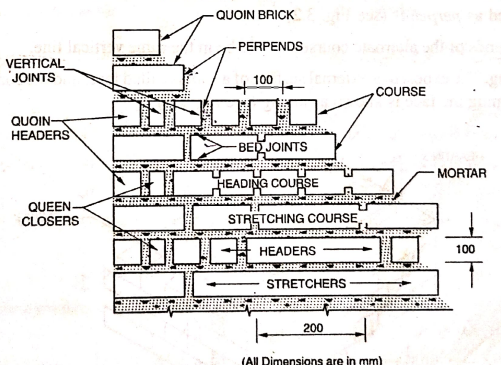 QUOIN BRICK
PERPENDS
VERTICAL
JOINTS
100
COURSE
QUOIN
HEADERS
BED JOINTS
HEADING COURSE
MORTAR
QUEEN
CLOSERS
STRETCHING COURSE
HEADERS
100
STRETCHERS
200
(All Dimensions are in mm)